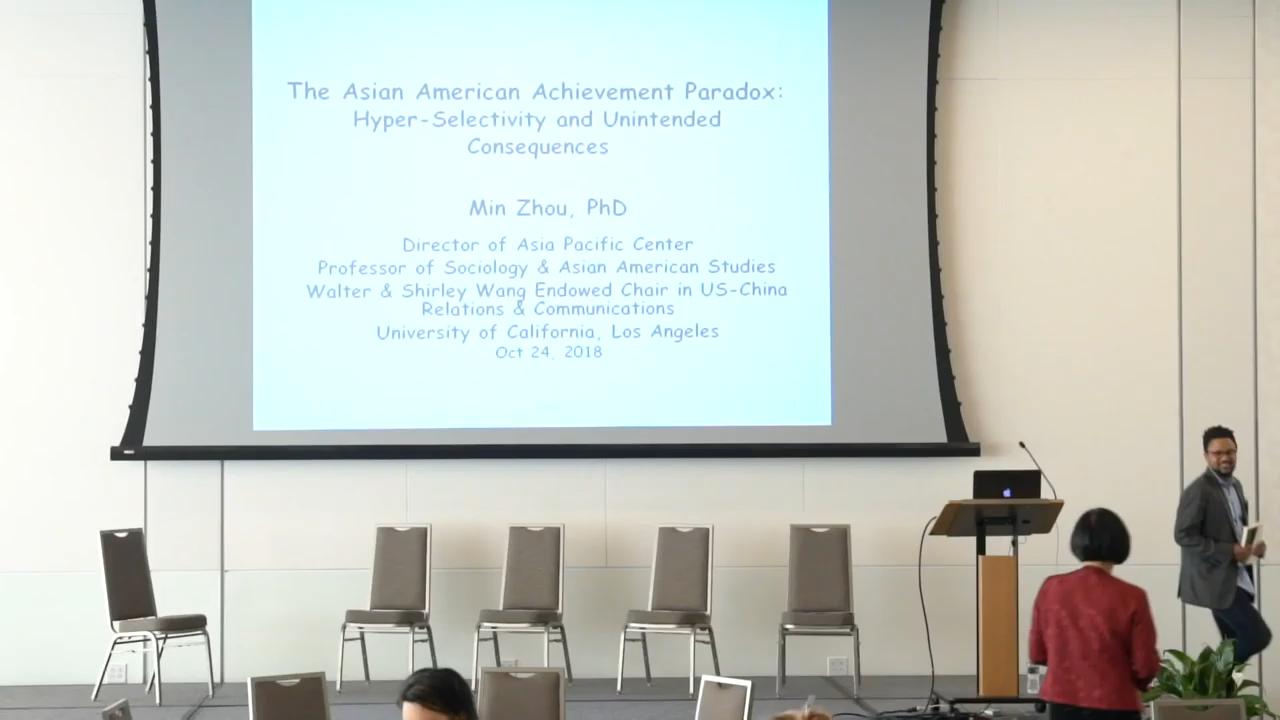 The Asian American Achievement Paradox:
Hyper-Selectivity and Unintended
Consequences
Min Zhou, PhD
Director of Asia Pacific Center
Professor of Sociology & Asian American Studies
Walter & Shirley Wang Endowed Chair in US-China
Relations & Communications
University of California, Los Angeles
Oct 24, 2018